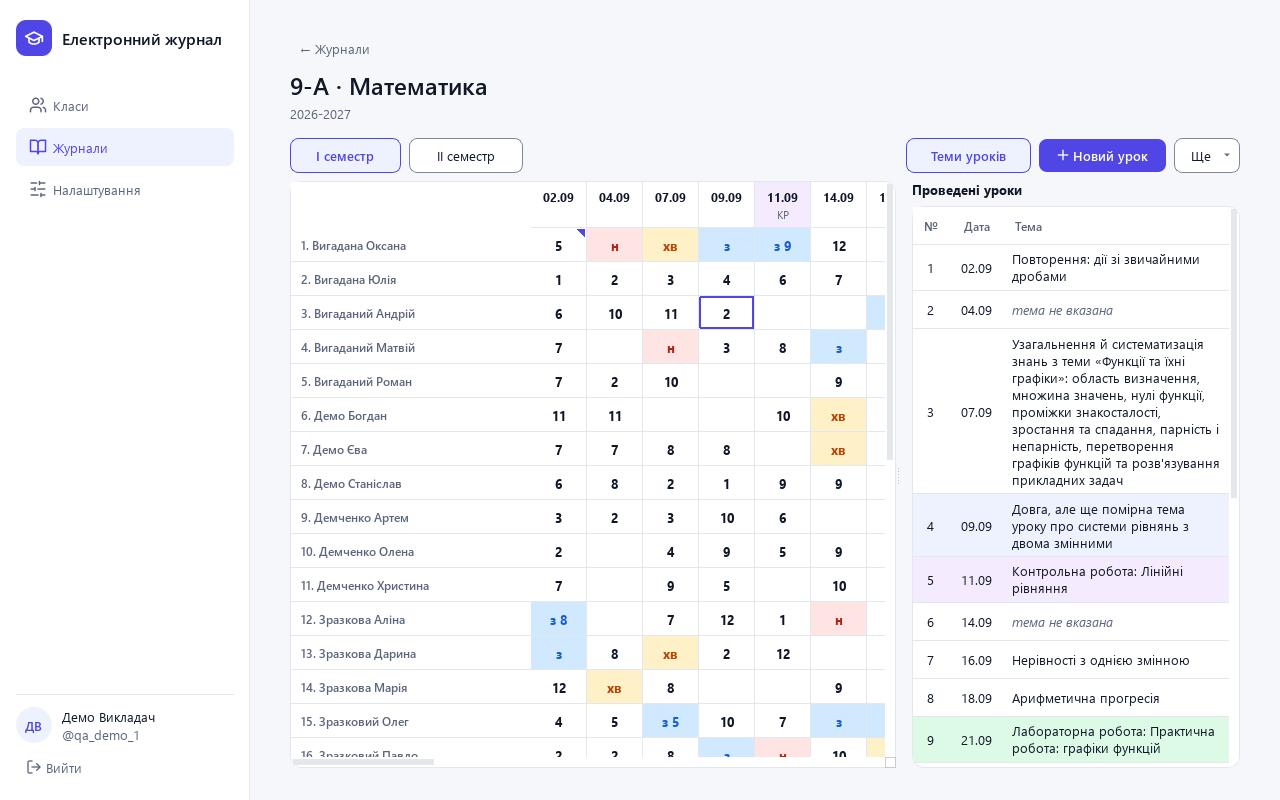 Електронний журнал
Класи
Журнали
Налаштування
ДВ
Демо Викладач
@qa_demo_1
Вийти
← Журнали
9-А · Математика
2026-2027
І семестр ІІ семестр Теми уроків + Новий урок Ще
02.09 04.09 07.09 09.09 11.09 14.09 1
КР
1. Вигадана Оксана 5 н хв з з 9 12
2. Вигадана Юлія 1 2 3 4 6 7
3. Вигаданий Андрій 6 10 11 2
4. Вигаданий Матвій 7 н 3 8 з
5. Вигаданий Роман 7 2 10 9
6. Демо Богдан 11 11 10 хв
7. Демо Єва 7 7 8 8 хв
8. Демо Станіслав 6 8 2 1 9 9
9. Демченко Артем 3 2 3 10 6
10. Демченко Олена 2 4 9 5 9
11. Демченко Христина 7 9 5 10
12. Зразкова Аліна з 8 7 12 1 н
13. Зразкова Дарина з 8 хв 2 12
14. Зразкова Марія 12 хв 8 9
15. Зразковий Олег 4 5 з 5 10 7 з
16. Зразковий Павло 2 2 8 з н 10
Проведені уроки
№ Дата Тема
1 02.09 Повторення: дії зі звичайними
дробами
2 04.09 тема не вказана
3 07.09 Узагальнення й систематизація
знань з теми «Функції та їхні
графіки»: область визначення,
множина значень, нулі функції,
проміжки знакосталості,
зростання та спадання, парність і
непарність, перетворення
графіків функцій та розв'язування
прикладних задач
4 09.09 Довга, але ще помірна тема
уроку про системи рівнянь з
двома змінними
5 11.09 Контрольна робота: Лінійні
рівняння
6 14.09 тема не вказана
7 16.09 Нерівності з однією змінною
8 18.09 Арифметична прогресія
9 21.09 Лабораторна робота: Практична
робота: графіки функцій